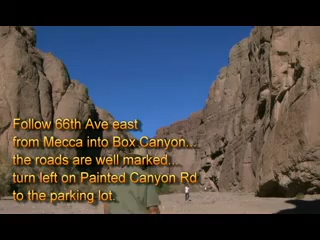 Follow 66th Ave east
from Mecca into Box Canyon...
the roads are well marked...
turn left on Painted Canyon Rd
to the parking lot.